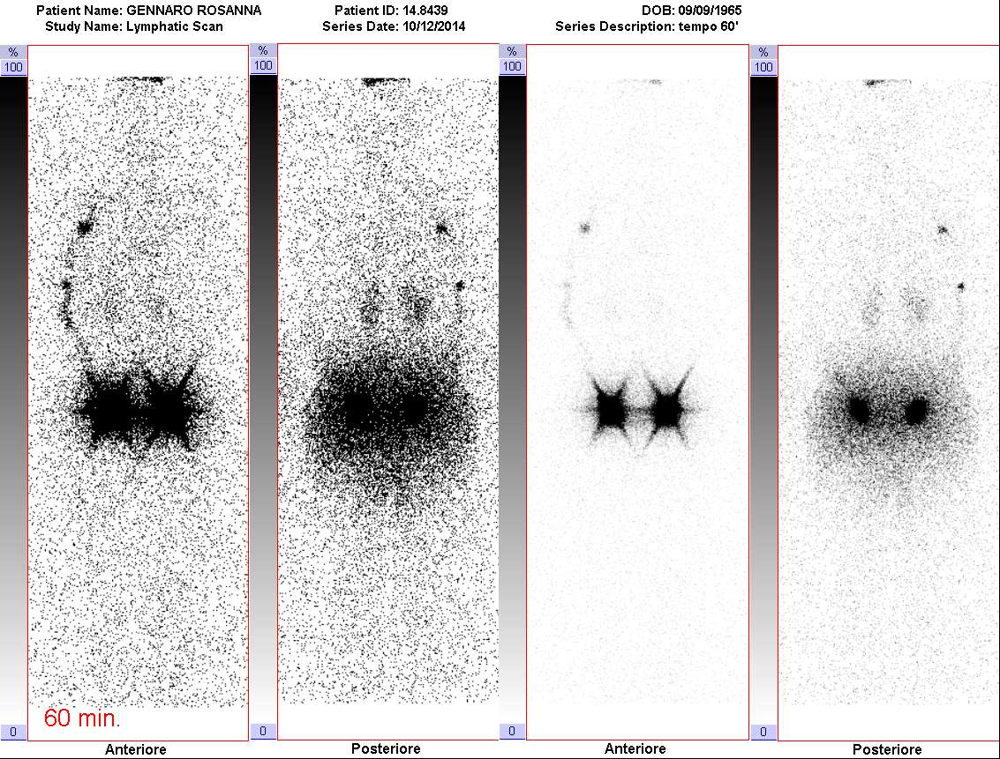 Patient Name: GENNARO ROSANNA
Study Name: Lymphatic Scan
Patient ID: 14.8439
Series Date: 10/12/2014
DOB: 09/09/1965
Series Description: tempo 60'
%
100
%
100
%
100
%
100
60 min.
0
0
0
0
Anteriore
Posteriore
Anteriore
Posteriore